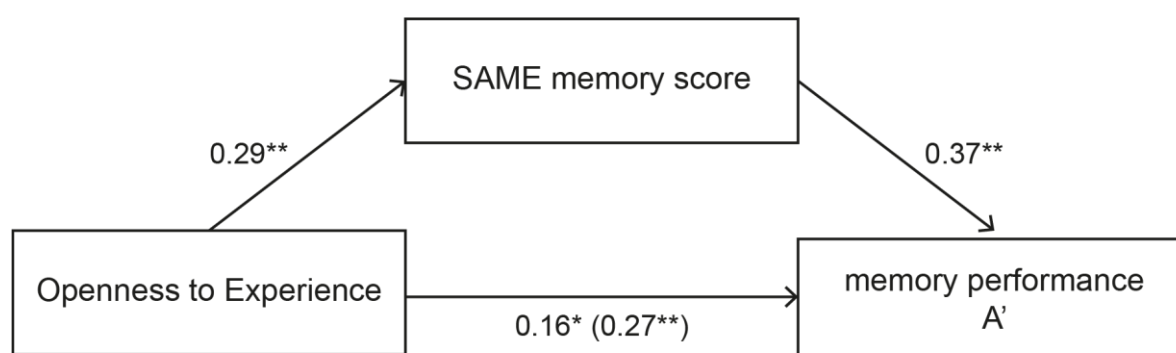 SAME memory score
0.29**
0.37**
Openness to Experience
memory performance
A’
0.16* (0.27**)